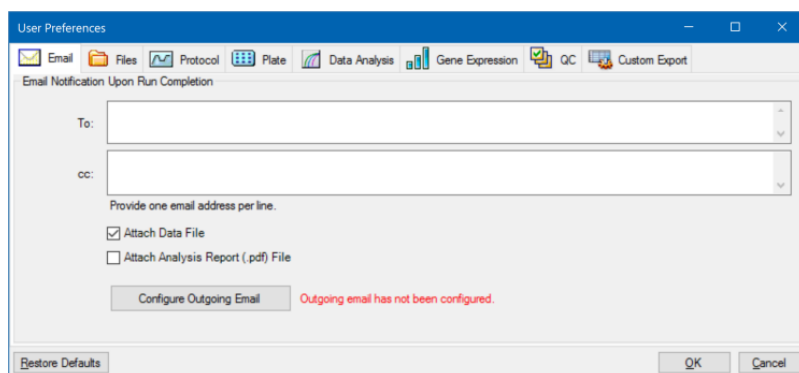 User Preferences
Email Files Protocol Plate Data Analysis Gene Expression QC Custom Export
Email Notification Upon Run Completion
To:
cc:
Provide one email address per line.
Attach Data File
Attach Analysis Report (.pdf) File
Configure Outgoing Email Outgoing email has not been configured.
Restore Defaults OK Cancel